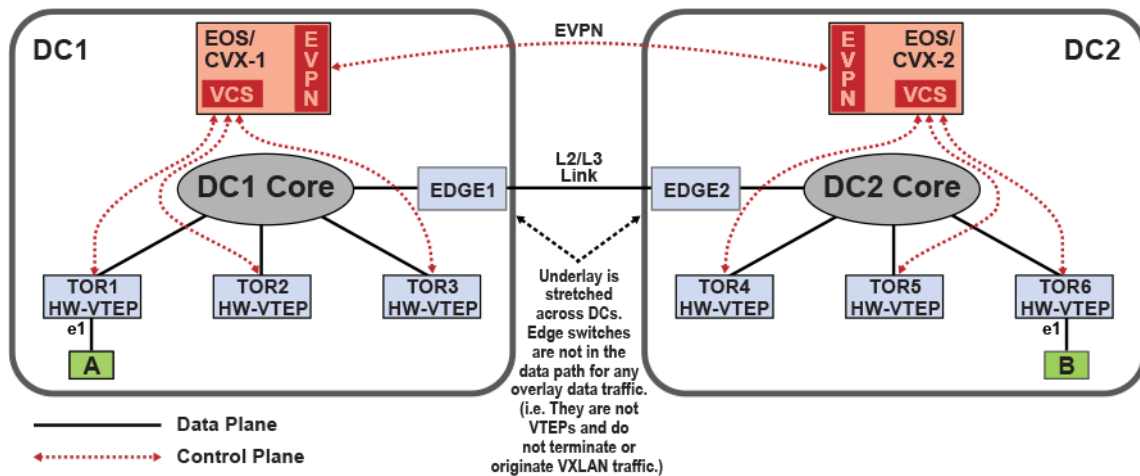 DC1
EOS/
CVX-1
VCS
EVPN
EVPN
EVPN
EOS/
CVX-2
VCS
DC2
DC1 Core
EDGE1
L2/L3
Link
EDGE2
DC2 Core
TOR1
HW-VTEP
TOR2
HW-VTEP
TOR3
HW-VTEP
TOR4
HW-VTEP
TOR5
HW-VTEP
TOR6
HW-VTEP
e1
A
e1
B
Underlay is
stretched
across DCs.
Edge switches
are not in the
data path for any
overlay data traffic.
(i.e. They are not
VTEPs and do
not terminate or
originate VXLAN traffic.)
Data Plane
Control Plane